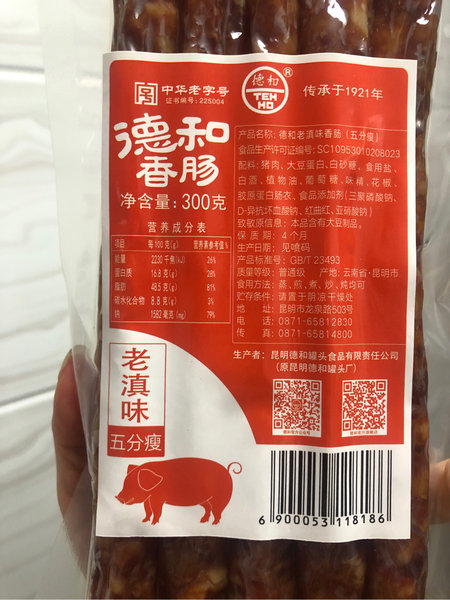 中华老字号
证书编号:225004
德和
®
TEH
HO
传承于1921年
德和
香肠
净含量:300克
营养成分表
项目 每100克(g) 营养素参考值%
能量 2230千焦(kJ) 26%
蛋白质 16.8克(g) 28%
脂肪 48.5克(g) 81%
碳水化合物 8.8克(g) 3%
钠 1582毫克(mg) 79%
产品名称:德和老滇味香肠(五分瘦)
食品生产许可证编号:SC10953010208023
配料:猪肉、大豆蛋白、白砂糖、食用盐、
白酒、植物油、葡萄糖、味精、花椒、
胶原蛋白肠衣、食品添加剂(三聚磷酸钠、
D-异抗坏血酸钠、红曲红、亚硝酸钠)
致敏原信息:本品含有大豆制品。
保质期:4个月
生产日期:见喷码
产品标准号:GB/T 23493
质量等级:普通级 产地:云南省·昆明市
食用方法:蒸、煎、煮、炒、炖均可
贮存条件:请置于阴凉干燥处
地址:昆明市龙泉路503号
电话:0871-65812830
传真:0871-65814800
生产者:昆明德和罐头食品有限责任公司
(原昆明德和罐头厂)
老滇味
五分瘦
德和官方公众号
德和官方旗舰店
6 900053 118186